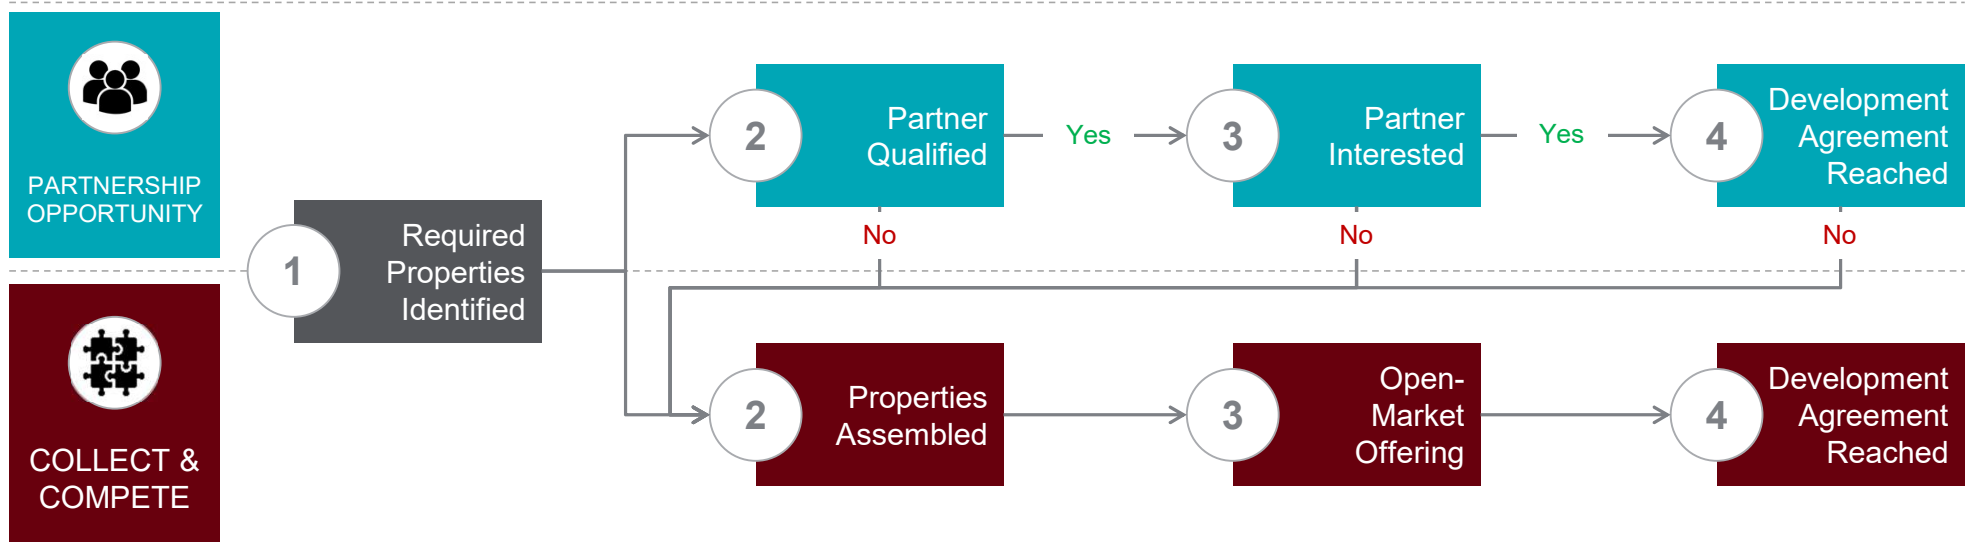 PARTNERSHIP
OPPORTUNITY
1
Required
Properties
Identified
2
Partner
Qualified
Yes
No
3
Partner
Interested
Yes
No
4
Development
Agreement
Reached
No
COLLECT &
COMPETE
2
Properties
Assembled
3
Open-
Market
Offering
4
Development
Agreement
Reached